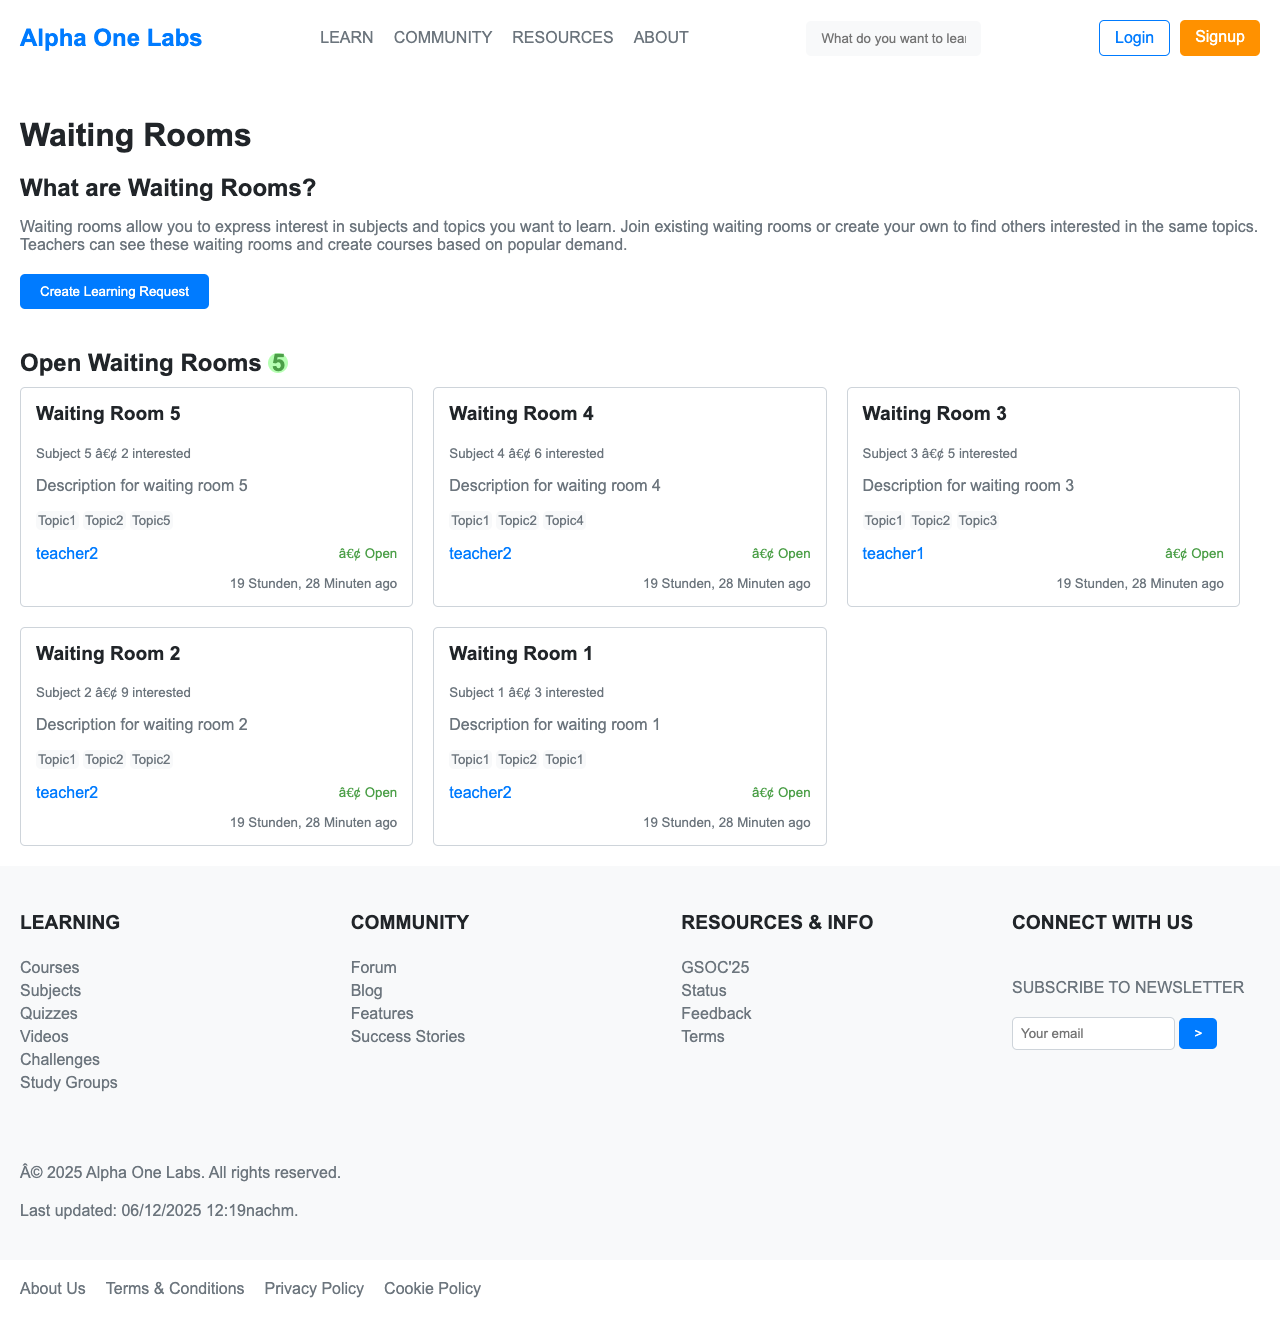 Alpha One Labs
LEARN COMMUNITY RESOURCES ABOUT
What do you want to lear
Login
Signup
Waiting Rooms
What are Waiting Rooms?
Waiting rooms allow you to express interest in subjects and topics you want to learn. Join existing waiting rooms or create your own to find others interested in the same topics.
Teachers can see these waiting rooms and create courses based on popular demand.
Create Learning Request
Open Waiting Rooms 5
Waiting Room 5
Subject 5 â€¢ 2 interested
Description for waiting room 5
Topic1 Topic2 Topic5
teacher2
â€¢ Open
19 Stunden, 28 Minuten ago
Waiting Room 4
Subject 4 â€¢ 6 interested
Description for waiting room 4
Topic1 Topic2 Topic4
teacher2
â€¢ Open
19 Stunden, 28 Minuten ago
Waiting Room 3
Subject 3 â€¢ 5 interested
Description for waiting room 3
Topic1 Topic2 Topic3
teacher1
â€¢ Open
19 Stunden, 28 Minuten ago
Waiting Room 2
Subject 2 â€¢ 9 interested
Description for waiting room 2
Topic1 Topic2 Topic2
teacher2
â€¢ Open
19 Stunden, 28 Minuten ago
Waiting Room 1
Subject 1 â€¢ 3 interested
Description for waiting room 1
Topic1 Topic2 Topic1
teacher2
â€¢ Open
19 Stunden, 28 Minuten ago
LEARNING
Courses
Subjects
Quizzes
Videos
Challenges
Study Groups
COMMUNITY
Forum
Blog
Features
Success Stories
RESOURCES & INFO
GSOC'25
Status
Feedback
Terms
CONNECT WITH US
SUBSCRIBE TO NEWSLETTER
Your email
>
Â© 2025 Alpha One Labs. All rights reserved.
Last updated: 06/12/2025 12:19nachm.
About Us Terms & Conditions Privacy Policy Cookie Policy